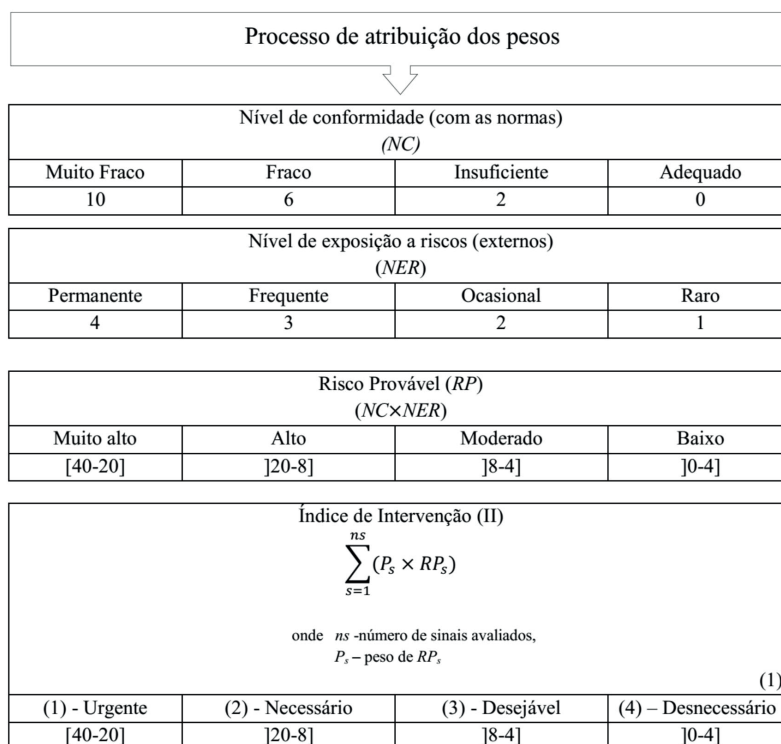 Processo de atribuição dos pesos
Nível de conformidade (com as normas)
(NC)
Muito Fraco Fraco Insuficiente Adequado
10 6 2 0
Nível de exposição a riscos (externos)
(NER)
Permanente Frequente Ocasional Raro
4 3 2 1
Risco Provável (RP)
(NC×NER)
Muito alto Alto Moderado Baixo
[40-20] ]20-8] ]8-4] ]0-4]
Índice de Intervenção (II)
ns
∑(Pₛ × RPₛ)
s=1
onde ns -número de sinais avaliados,
Pₛ – peso de RPₛ
(1)
(1) - Urgente (2) - Necessário (3) - Desejável (4) – Desnecessário
[40-20] ]20-8] ]8-4] ]0-4]